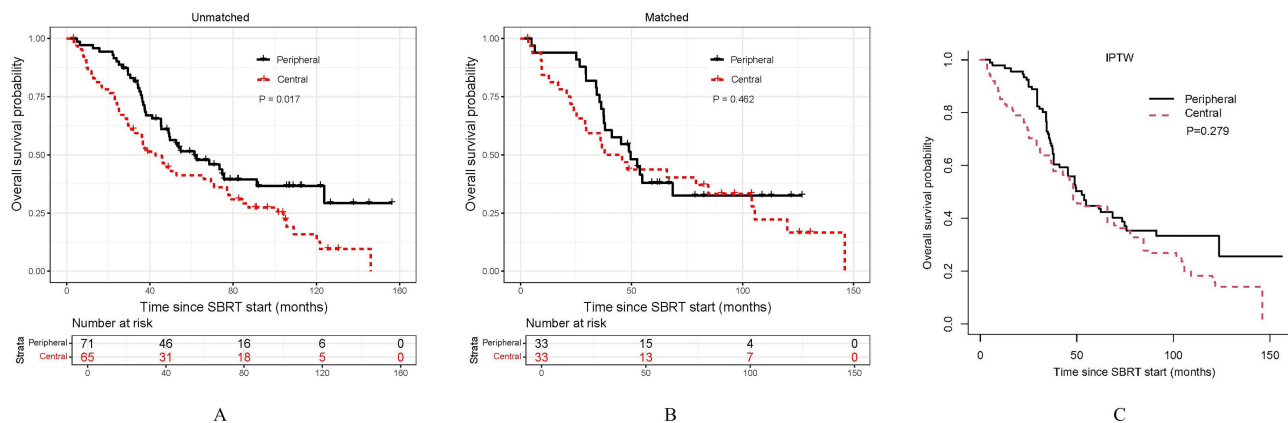 Unmatched
Overall survival probability
1.00
0.75
0.50
0.25
0.00
Peripheral
Central
P = 0.017
0
40
80
120
160
Time since SBRT start (months)
Number at risk
Strata
Peripheral 71 46 16 6 0
Central 65 31 18 5 0
0 40 80 120 160
A
Matched
Overall survival probability
1.00
0.75
0.50
0.25
0.00
Peripheral
Central
P = 0.462
0
50
100
150
Time since SBRT start (months)
Number at risk
Strata
Peripheral 33 15 4 0
Central 33 13 7 0
0 50 100 150
B
IPTW
Overall survival probability
1.0
0.8
0.6
0.4
0.2
0.0
Peripheral
Central
P=0.279
0 50 100 150
Time since SBRT start (months)
C